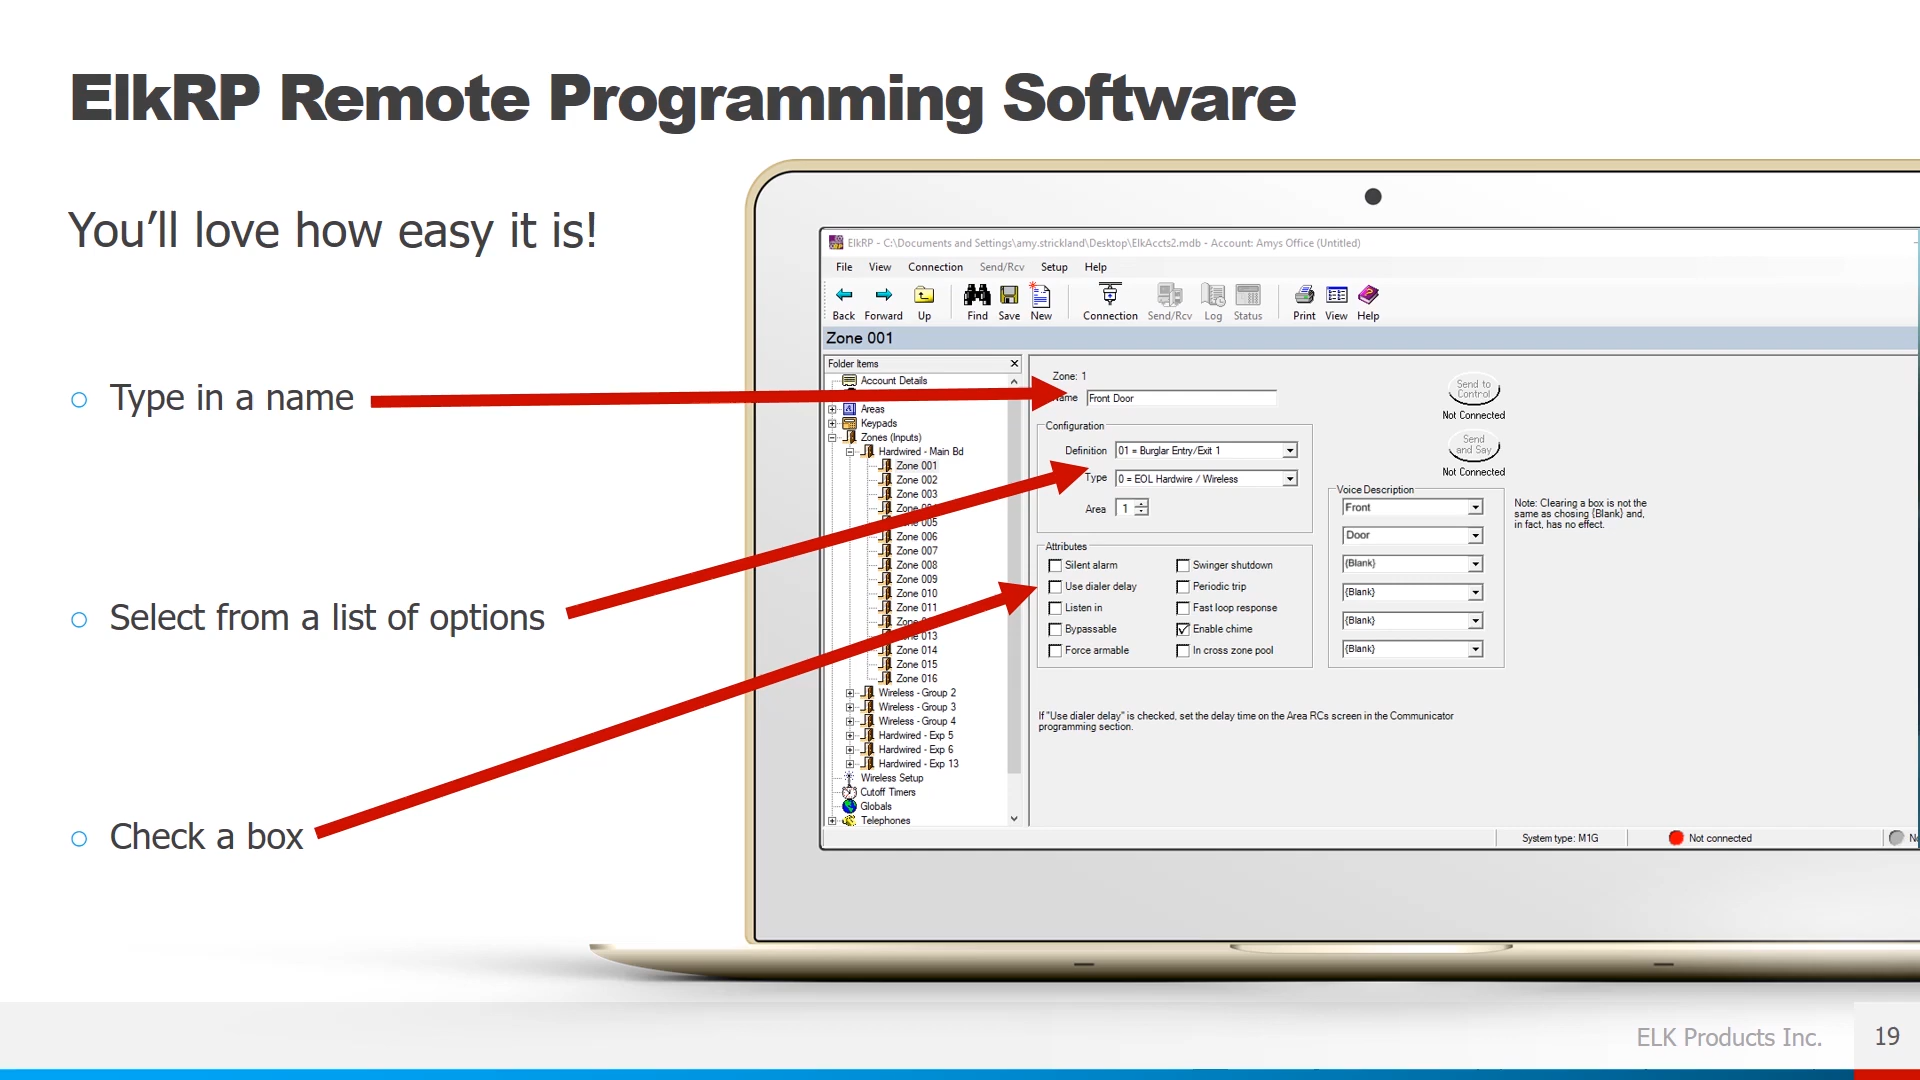 ElkRP Remote Programming Software
You'll love how easy it is!
Type in a name
Select from a list of options
Check a box
ElkRP - C:\Documents and Settings\amy.strickland\Desktop\ElkAccts2.mdb - Account: Amys Office (Untitled)
File View Connection Send/Rcv Setup Help
Back Forward Up Find Save New Connection Send/Rcv Log Status Print View Help
Zone 001
Folder Items
Account Details
Areas
Keypads
Zones (Inputs)
Hardwired - Main Bd
Zone 001
Zone 002
Zone 003
005
Zone 006
Zone 007
Zone 008
Zone 009
Zone 010
Zone 011
013
Zone 014
Zone 015
Zone 016
Wireless - Group 2
Wireless - Group 3
Wireless - Group 4
Hardwired - Exp 5
Hardwired - Exp 6
Hardwired - Exp 13
Wireless Setup
Cutoff Timers
Globals
Telephones
Zone: 1
Name Front Door
Configuration
Definition 01 = Burglar Entry/Exit 1
Type 0 = EOL Hardwire / Wireless
Area 1
Attributes
Silent alarm Swinger shutdown
Use dialer delay Periodic trip
Listen in Fast loop response
Bypassable Enable chime
Force armable In cross zone pool
Send to
Control
Not Connected
Send
and Say
Not Connected
Voice Description
Front
Door
{Blank}
{Blank}
{Blank}
{Blank}
Note: Clearing a box is not the
same as chosing {Blank} and,
in fact, has no effect.
If "Use dialer delay" is checked, set the delay time on the Area RCs screen in the Communicator
programming section.
System type: M1G
Not connected
ELK Products Inc.
19